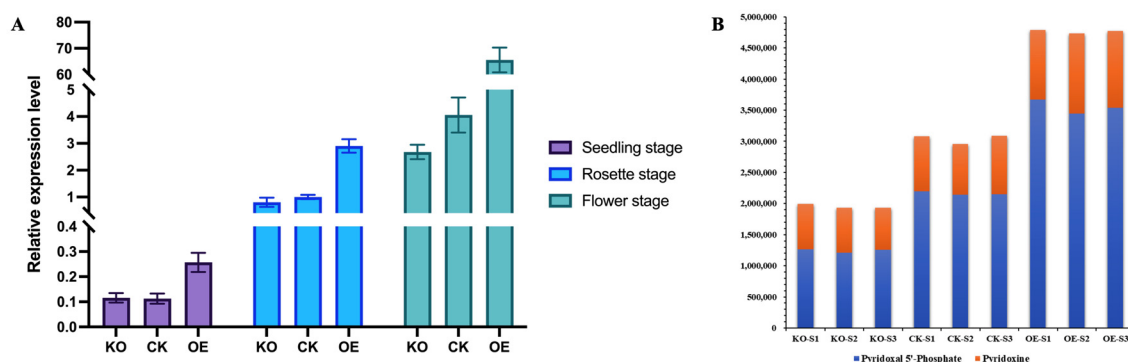 A
Relative expression level
80
70
60
5
4
3
2
1
0.4
0.3
0.2
0.1
0.0
KO CK OE KO CK OE KO CK OE
Seedling stage
Rosette stage
Flower stage
B
5,000,000
4,500,000
4,000,000
3,500,000
3,000,000
2,500,000
2,000,000
1,500,000
1,000,000
500,000
0
KO-S1 KO-S2 KO-S3 CK-S1 CK-S2 CK-S3 OE-S1 OE-S2 OE-S3
Pyridoxal 5'-Phosphate Pyridoxine